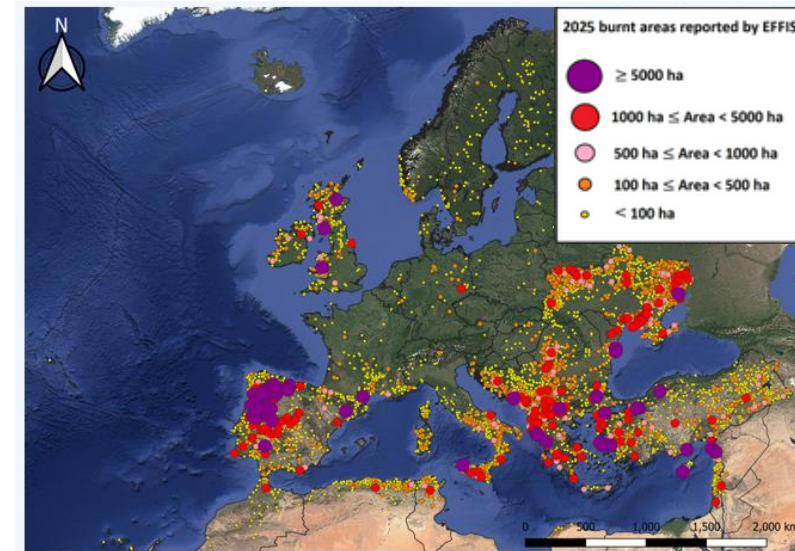 N
2025 burnt areas reported by EFFIS
≥ 5000 ha
1000 ha ≤ Area < 5000 ha
500 ha ≤ Area < 1000 ha
100 ha ≤ Area < 500 ha
< 100 ha
0 500 1,000 1,500 2,000 km